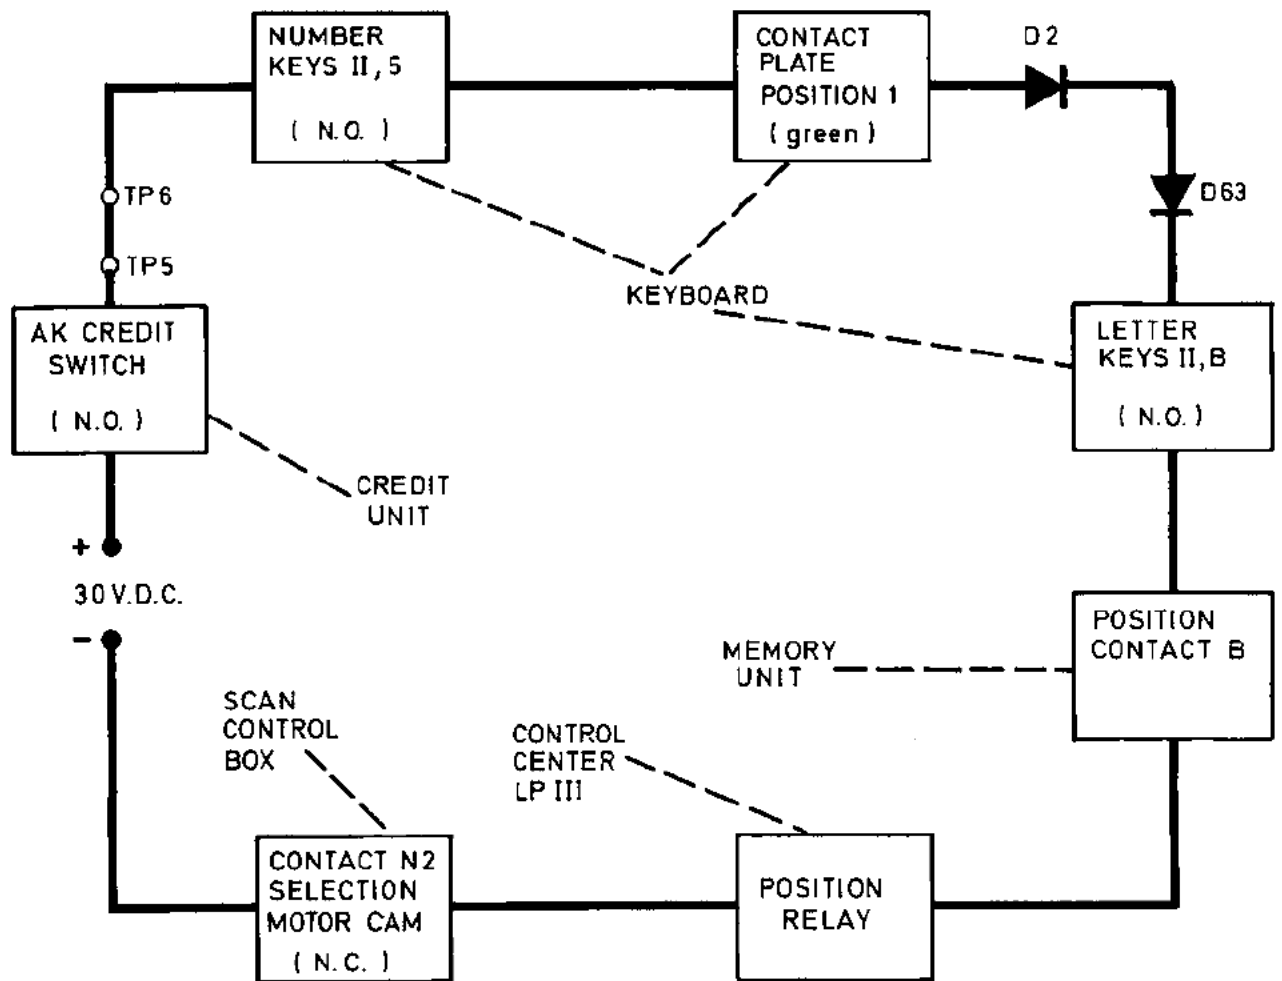 NUMBER
KEYS II, 5
( N.O. )
CONTACT
PLATE
POSITION 1
( green )
D2
D63
TP6
TP5
KEYBOARD
AK CREDIT
SWITCH
( N.O. )
LETTER
KEYS II, B
( N.O. )
CREDIT
UNIT
+
30 V.D.C.
-
POSITION
CONTACT B
MEMORY
UNIT
SCAN
CONTROL
BOX
CONTROL
CENTER
LP III
CONTACT N2
SELECTION
MOTOR CAM
( N.C. )
POSITION
RELAY